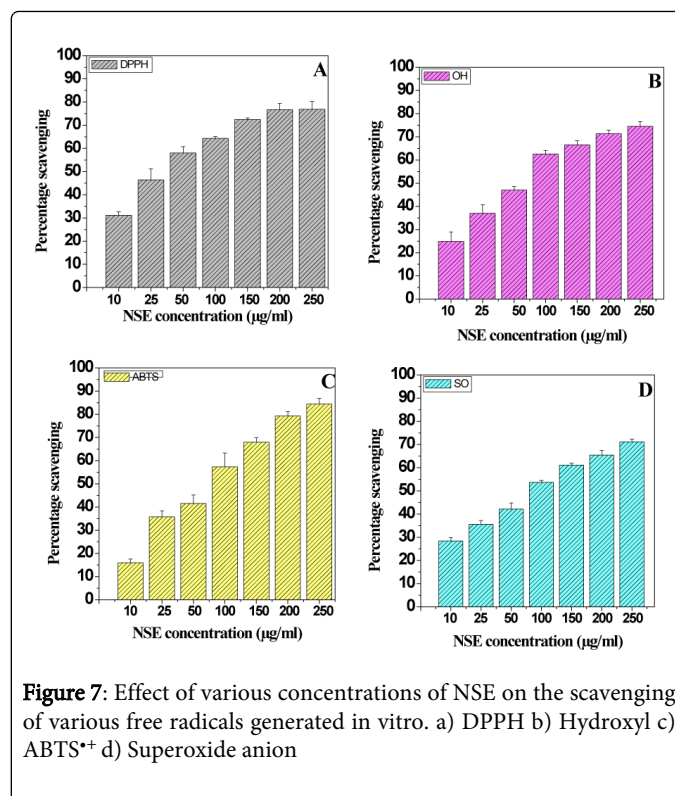 DPPH
A
100
90
80
70
60
50
40
30
20
10
0
Percentage scavenging
10 25 50 100 150 200 250
NSE concentration (µg/ml)
OH
B
100
90
80
70
60
50
40
30
20
10
0
Percentage scavenging
10 25 50 100 150 200 250
NSE concentration (µg/ml)
ABTS
C
100
90
80
70
60
50
40
30
20
10
0
Percentage scavenging
10 25 50 100 150 200 250
NSE concentration (µg/ml)
SO
D
100
90
80
70
60
50
40
30
20
10
0
Percentage scavenging
10 25 50 100 150 200 250
NSE concentration (µg/ml)
Figure 7: Effect of various concentrations of NSE on the scavenging
of various free radicals generated in vitro. a) DPPH b) Hydroxyl c)
ABTS•+ d) Superoxide anion